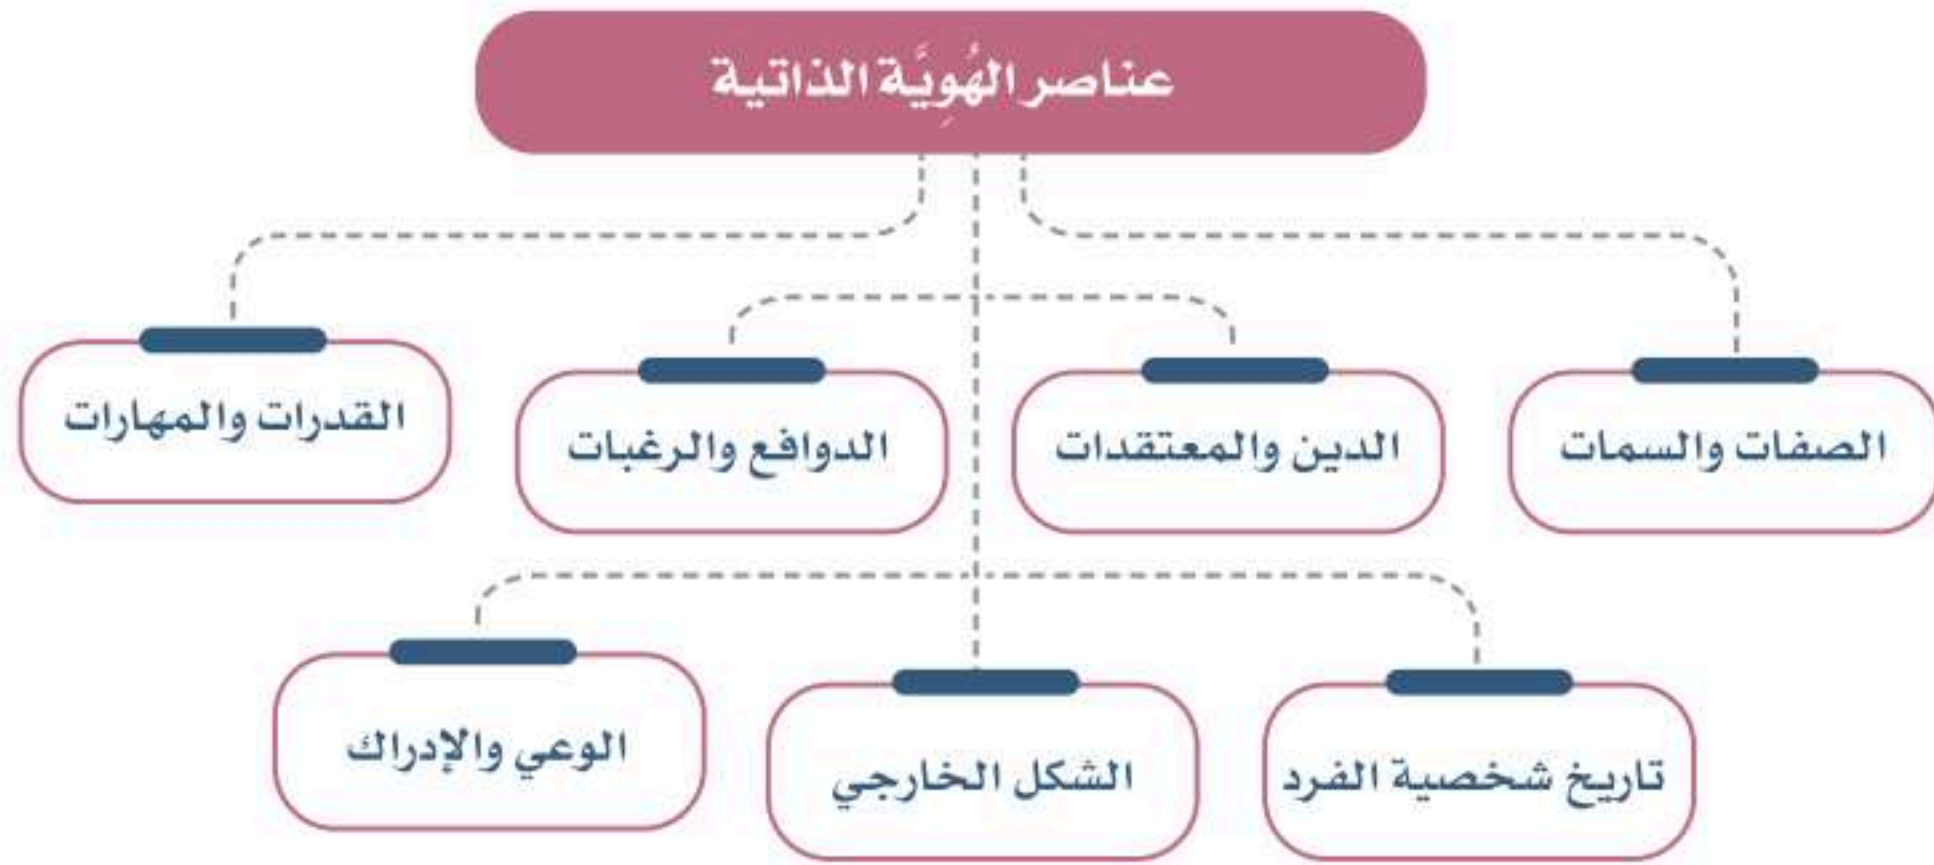 عناصر الهُوِيَّة الذاتية
الصفات والسمات
الدين والمعتقدات
الدوافع والرغبات
القدرات والمهارات
تاريخ شخصية الفرد
الشكل الخارجي
الوعي والإدراك